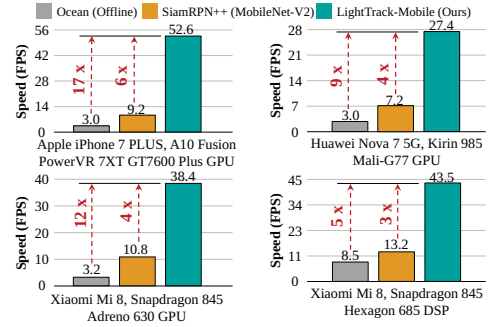 Ocean (Offline) SiamRPN++ (MobileNet-V2) LightTrack-Mobile (Ours)
Speed (FPS)
56
42
28
14
0
17 x
6 x
3.0
9.2
52.6
Apple iPhone 7 PLUS, A10 Fusion
PowerVR 7XT GT7600 Plus GPU
Speed (FPS)
28
21
14
7
0
9 x
4 x
3.0
7.2
27.4
Huawei Nova 7 5G, Kirin 985
Mali-G77 GPU
Speed (FPS)
40
30
20
10
0
12 x
4 x
3.2
10.8
38.4
Xiaomi Mi 8, Snapdragon 845
Adreno 630 GPU
Speed (FPS)
45
34
23
11
0
5 x
3 x
8.5
13.2
43.5
Xiaomi Mi 8, Snapdragon 845
Hexagon 685 DSP